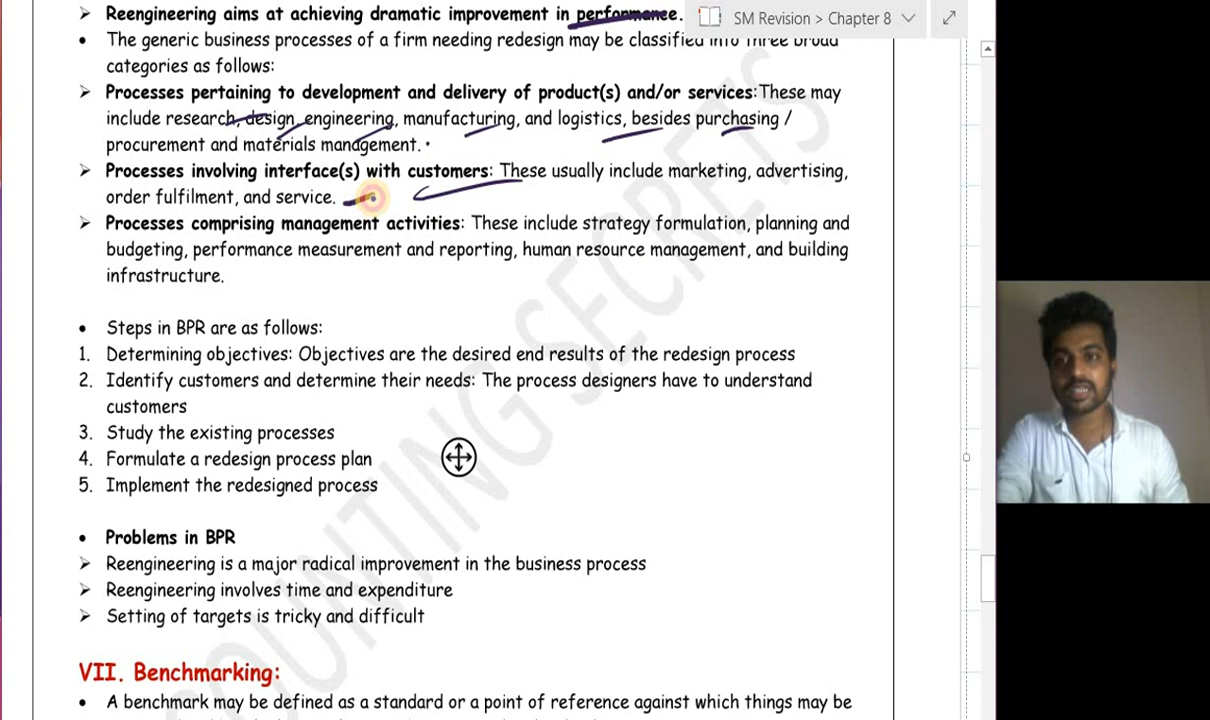 ➢ Reengineering aims at achieving dramatic improvement in performance.
SM Revision > Chapter 8
• The generic business processes of a firm needing redesign may be classified into three broad
categories as follows:
➢ Processes pertaining to development and delivery of product(s) and/or services: These may
include research, design, engineering, manufacturing, and logistics, besides purchasing /
procurement and materials management.
➢ Processes involving interface(s) with customers: These usually include marketing, advertising,
order fulfilment, and service.
➢ Processes comprising management activities: These include strategy formulation, planning and
budgeting, performance measurement and reporting, human resource management, and building
infrastructure.
• Steps in BPR are as follows:
1. Determining objectives: Objectives are the desired end results of the redesign process
2. Identify customers and determine their needs: The process designers have to understand
customers
3. Study the existing processes
4. Formulate a redesign process plan
5. Implement the redesigned process
• Problems in BPR
➢ Reengineering is a major radical improvement in the business process
➢ Reengineering involves time and expenditure
➢ Setting of targets is tricky and difficult
VII. Benchmarking:
• A benchmark may be defined as a standard or a point of reference against which things may be
OUNTING SECRETS